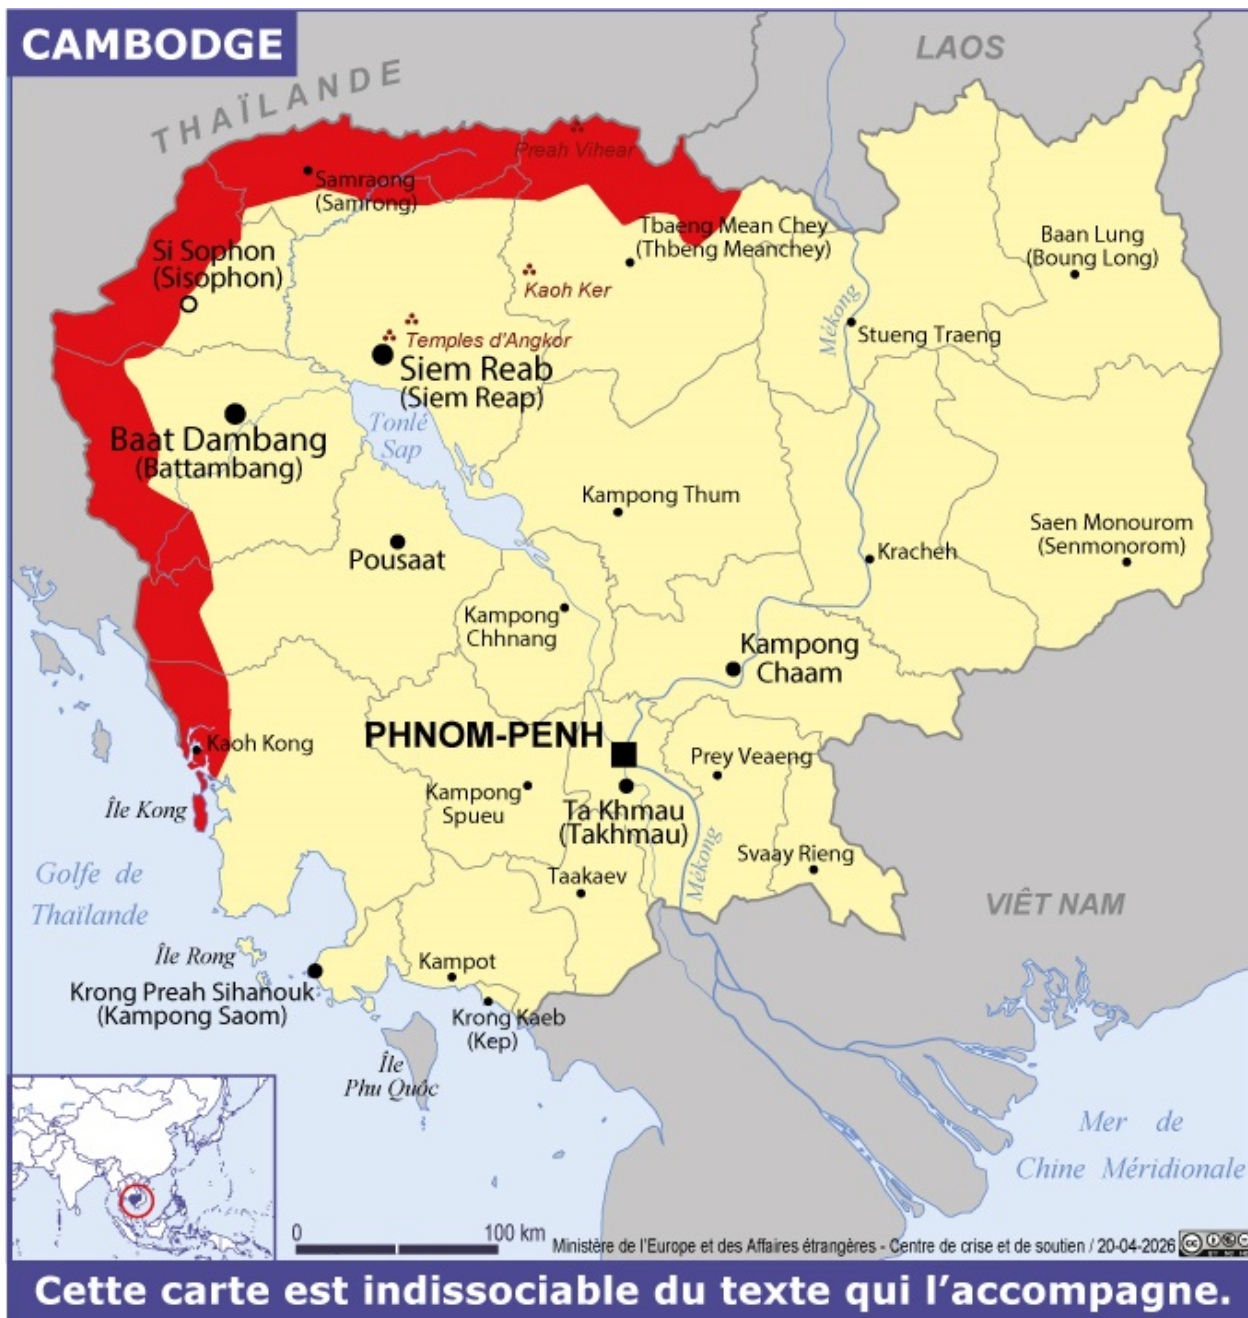 CAMBODGE
LAOS
THAÏLANDE
Preah Vihear
Samraong
(Samrong)
Tbaeng Mean Chey
(Thbeng Meanchey)
Si Sophon
(Sisophon)
Baan Lung
(Boung Long)
Kaoh Ker
Mékong
Stueng Traeng
Temples d'Angkor
Siem Reab
(Siem Reap)
Tonlé
Sap
Baat Dambang
(Battambang)
Kampong Thum
Saen Monourom
(Senmonorom)
Pousaat
Kracheh
Kampong
Chhnang
Kampong
Chaam
PHNOM-PENH
Kaoh Kong
Prey Veaeng
Île Kong
Kampong
Spueu
Ta Khmau
(Takhmau)
Mékong
Svaay Rieng
Golfe de
Thaïlande
Taakaev
VIÊT NAM
Île Rong
Kampot
Krong Preah Sihanouk
(Kampong Saom)
Krong Kaeb
(Kep)
Île
Phu Quôc
Mer de
Chine Méridionale
0
100 km
Ministère de l'Europe et des Affaires étrangères - Centre de crise et de soutien / 20-04-2026
Cette carte est indissociable du texte qui l'accompagne.